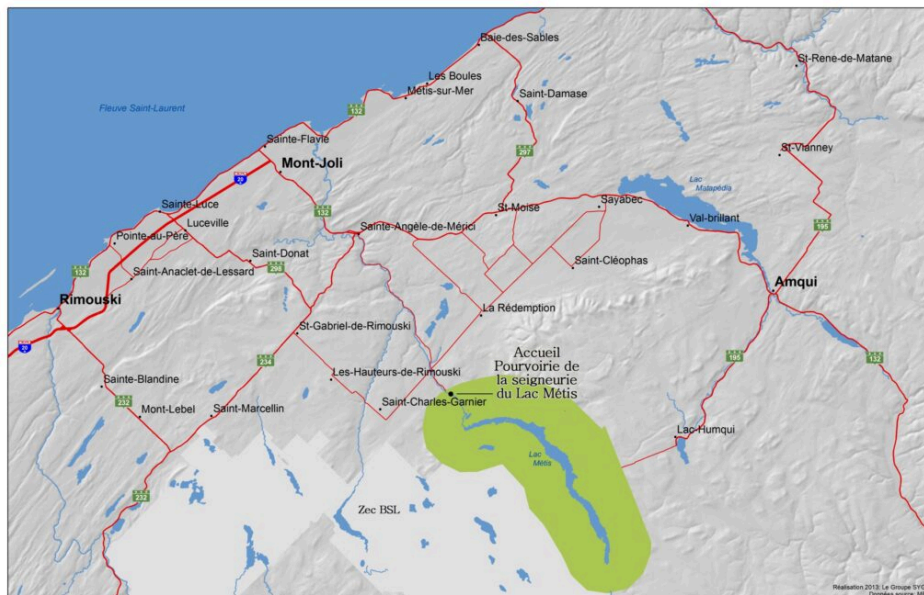 Baie-des-Sables
St-Rene-de-Matane
Les Boules
Métis-sur-Mer
Saint-Damase
Fleuve Saint-Laurent
132
Sainte-Flavie
297
St-Vianney
Mont-Joli
20
Lac
Matapédia
Sainte-Luce
132
St-Moise
Sayabec
Luceville
Val-brillant
195
Pointe-au-Père
Sainte-Angèle-de-Mérici
Saint-Donat
298
Saint-Cléophas
132
Saint-Anaclet-de-Lessard
Amqui
Rimouski
La Rédemption
St-Gabriel-de-Rimouski
20
Accueil
Pourvoirie de
la seigneurie
du Lac Métis
195
132
234
Les-Hauteurs-de-Rimouski
Sainte-Blandine
232
Mont-Lebel
Saint-Marcellin
Saint-Charles-Garnier
Lac-Humqui
Lac
Métis
232
Zec BSL
Réalisation 2013: Le Groupe
Données source: